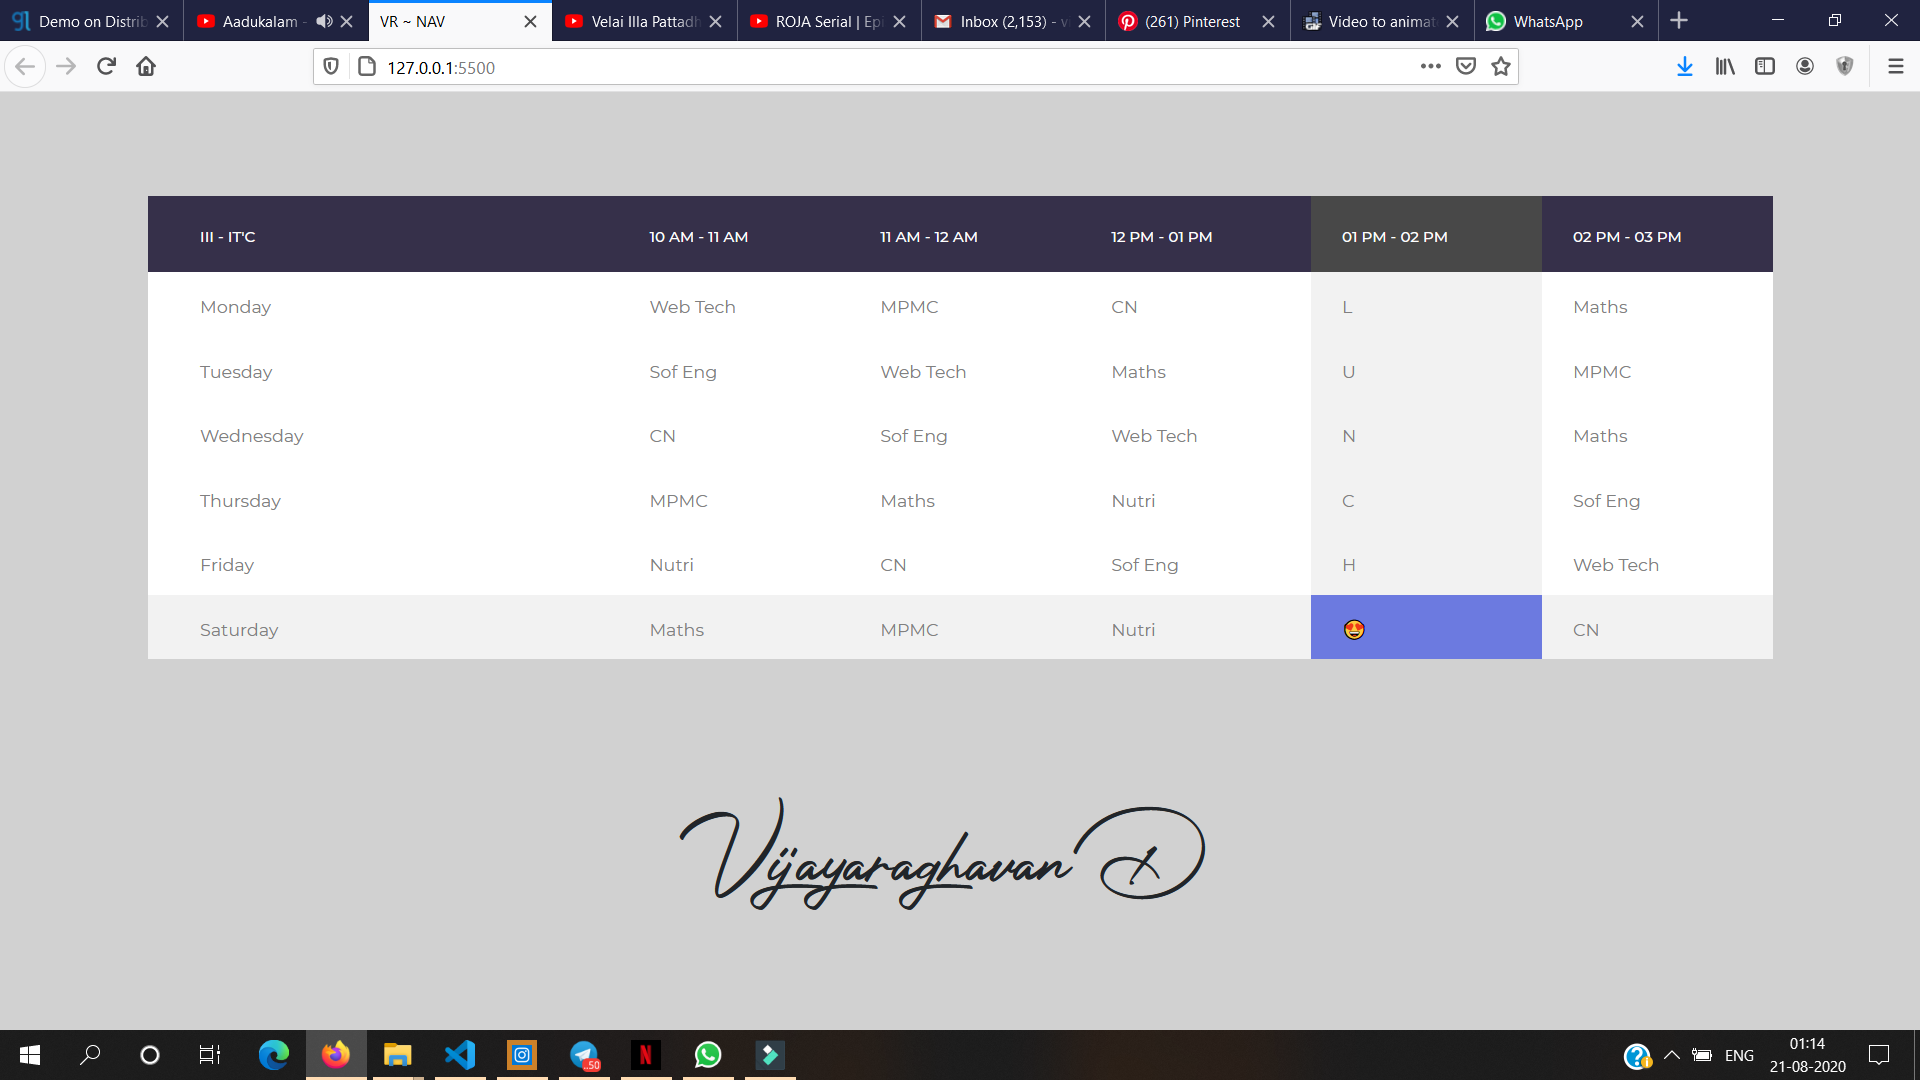 Demo on Distrib
Aadukalam -
VR ~ NAV
Velai Illa Pattadh
ROJA Serial | Epi
Inbox (2,153) - v
(261) Pinterest
Video to animat
WhatsApp
127.0.0.1:5500
III - IT'C 10 AM - 11 AM 11 AM - 12 AM 12 PM - 01 PM 01 PM - 02 PM 02 PM - 03 PM
Monday Web Tech MPMC CN L Maths
Tuesday Sof Eng Web Tech Maths U MPMC
Wednesday CN Sof Eng Web Tech N Maths
Thursday MPMC Maths Nutri C Sof Eng
Friday Nutri CN Sof Eng H Web Tech
Saturday Maths MPMC Nutri 🤩 CN
Vijayaraghavan D
..50
ENG
01:14
21-08-2020